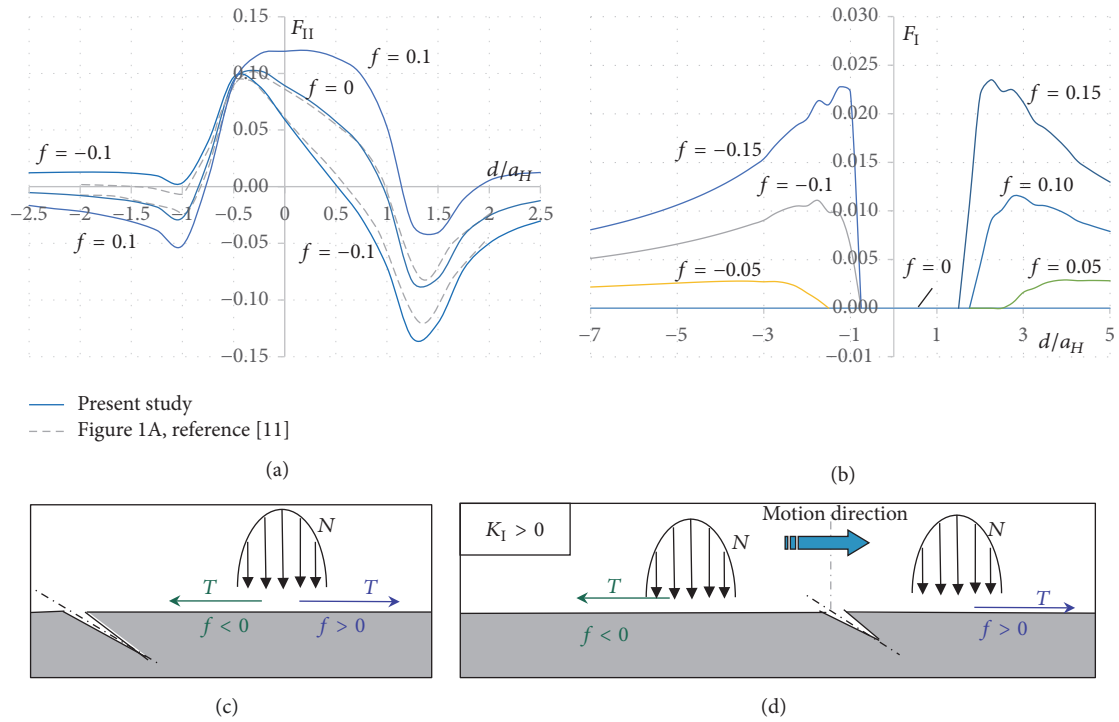 0.15
F_II
0.10
0.05
0.00
−0.05
−0.10
−0.15
−2.5 −2.0 −1.5 −1.0 −0.5 0 0.5 1.0 1.5 2.0 2.5
d/a_H
f = 0.1
f = 0
f = −0.1
f = 0.1
f = −0.1
Present study
Figure 1A, reference [11]
(a)
0.030
F_I
0.025
0.020
0.015
0.010
0.005
0.000
−0.01
−7 −5 −3 −1 1 3 5
d/a_H
f = 0.15
f = −0.15
f = −0.1
f = 0.10
f = −0.05
f = 0
f = 0.05
(b)
N
T T
f < 0 f > 0
(c)
K_I > 0
Motion direction
N N
T T
f < 0 f > 0
(d)